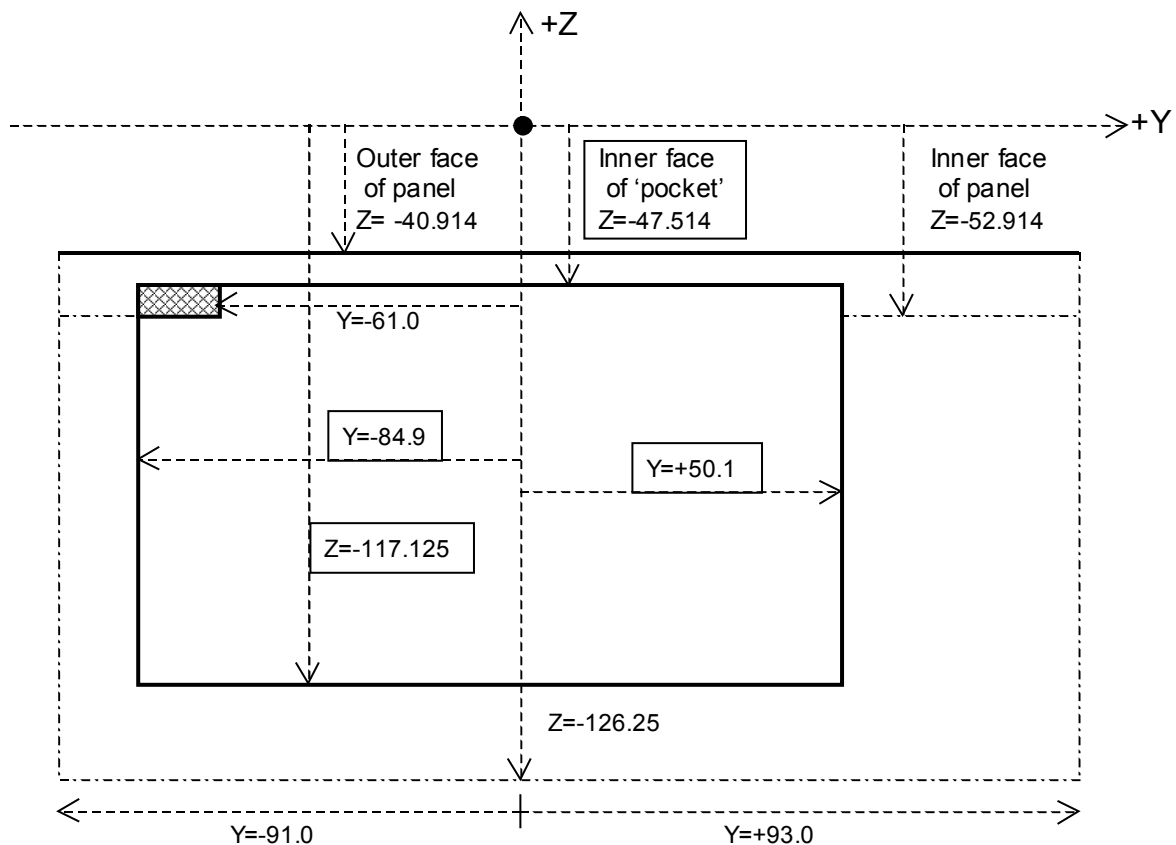 +Z
+Y
Outer face
of panel
Z= -40.914
Inner face
of ‘pocket’
Z=-47.514
Inner face
of panel
Z=-52.914
Y=-61.0
Y=-84.9
Y=+50.1
Z=-117.125
Z=-126.25
Y=-91.0
Y=+93.0